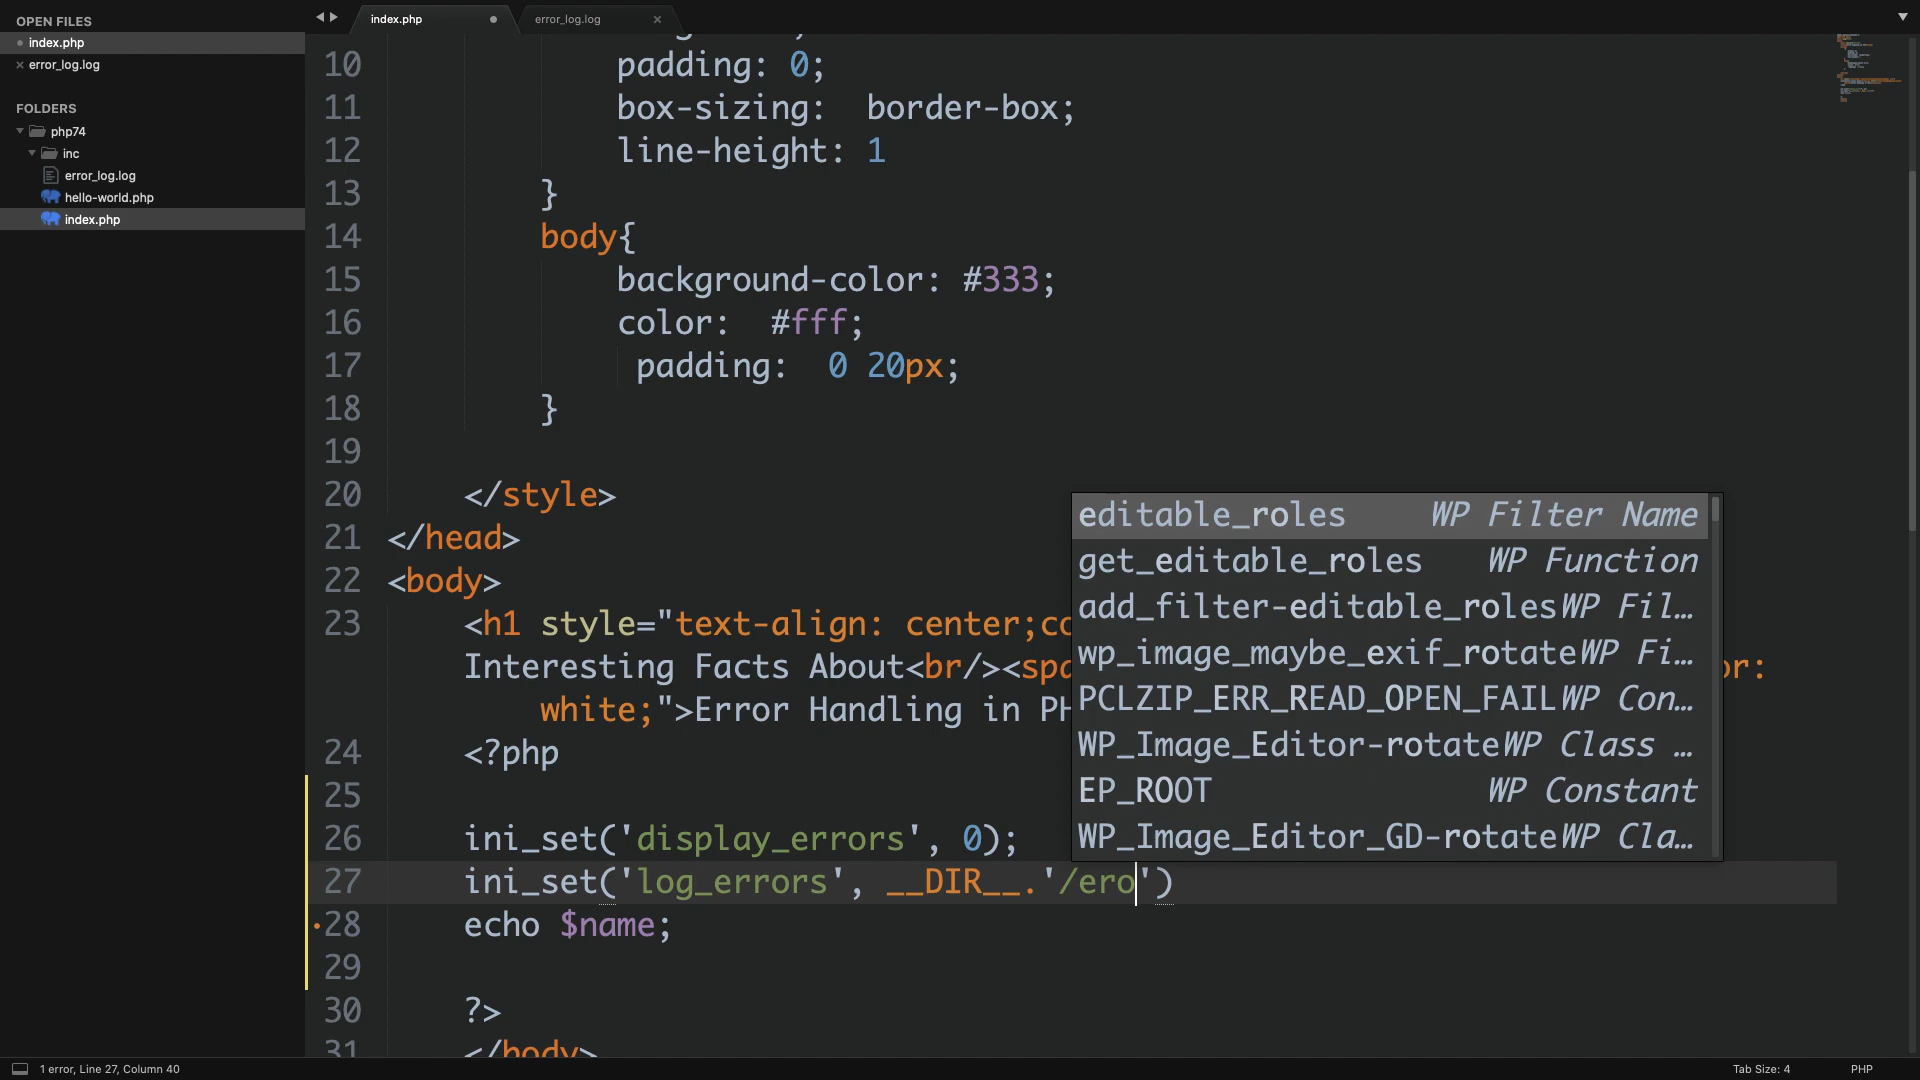 OPEN FILES
index.php
error_log.log
FOLDERS
php74
inc
error_log.log
hello-world.php
index.php
index.php
error_log.log
10 padding: 0;
11 box-sizing: border-box;
12 line-height: 1
13 }
14 body{
15 background-color: #333;
16 color: #fff;
17 padding: 0 20px;
18 }
19
20 </style>
21 </head>
22 <body>
23 <h1 style="text-align: center;co
Interesting Facts About<br/><spa or:
white;">Error Handling in PH
24 <?php
25
26 ini_set('display_errors', 0);
27 ini_set('log_errors', __DIR__.'/ero')
28 echo $name;
29
30 ?>
31 </body>
editable_roles WP Filter Name
get_editable_roles WP Function
add_filter-editable_roles WP Fil…
wp_image_maybe_exif_rotate WP Fi…
PCLZIP_ERR_READ_OPEN_FAIL WP Con…
WP_Image_Editor-rotate WP Class …
EP_ROOT WP Constant
WP_Image_Editor_GD-rotate WP Cla…
1 error, Line 27, Column 40
Tab Size: 4
PHP